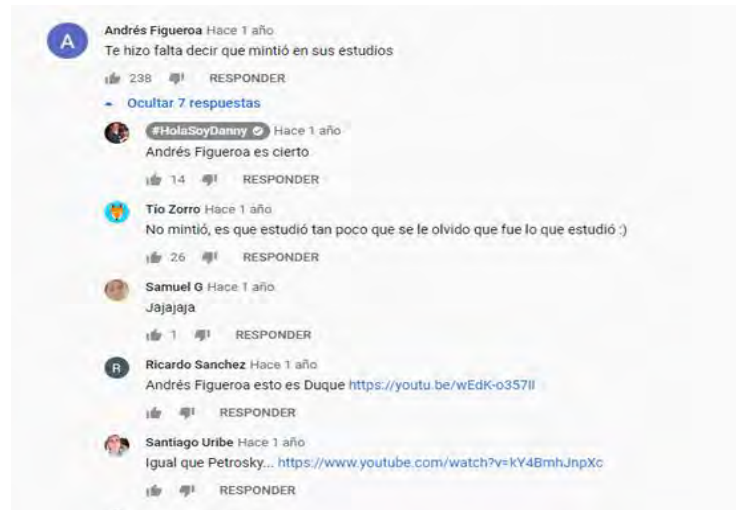 A
Andrés Figueroa Hace 1 año
Te hizo falta decir que mintió en sus estudios
238 RESPONDER
Ocultar 7 respuestas
#HolaSoyDanny Hace 1 año
Andrés Figueroa es cierto
14 RESPONDER
Tío Zorro Hace 1 año
No mintió, es que estudió tan poco que se le olvido que fue lo que estudió :)
26 RESPONDER
Samuel G Hace 1 año
Jajajaja
1 RESPONDER
R
Ricardo Sanchez Hace 1 año
Andrés Figueroa esto es Duque https://youtu.be/wEdK-o357II
RESPONDER
Santiago Uribe Hace 1 año
Igual que Petrosky... https://www.youtube.com/watch?v=kY4BmhJnpXc
RESPONDER